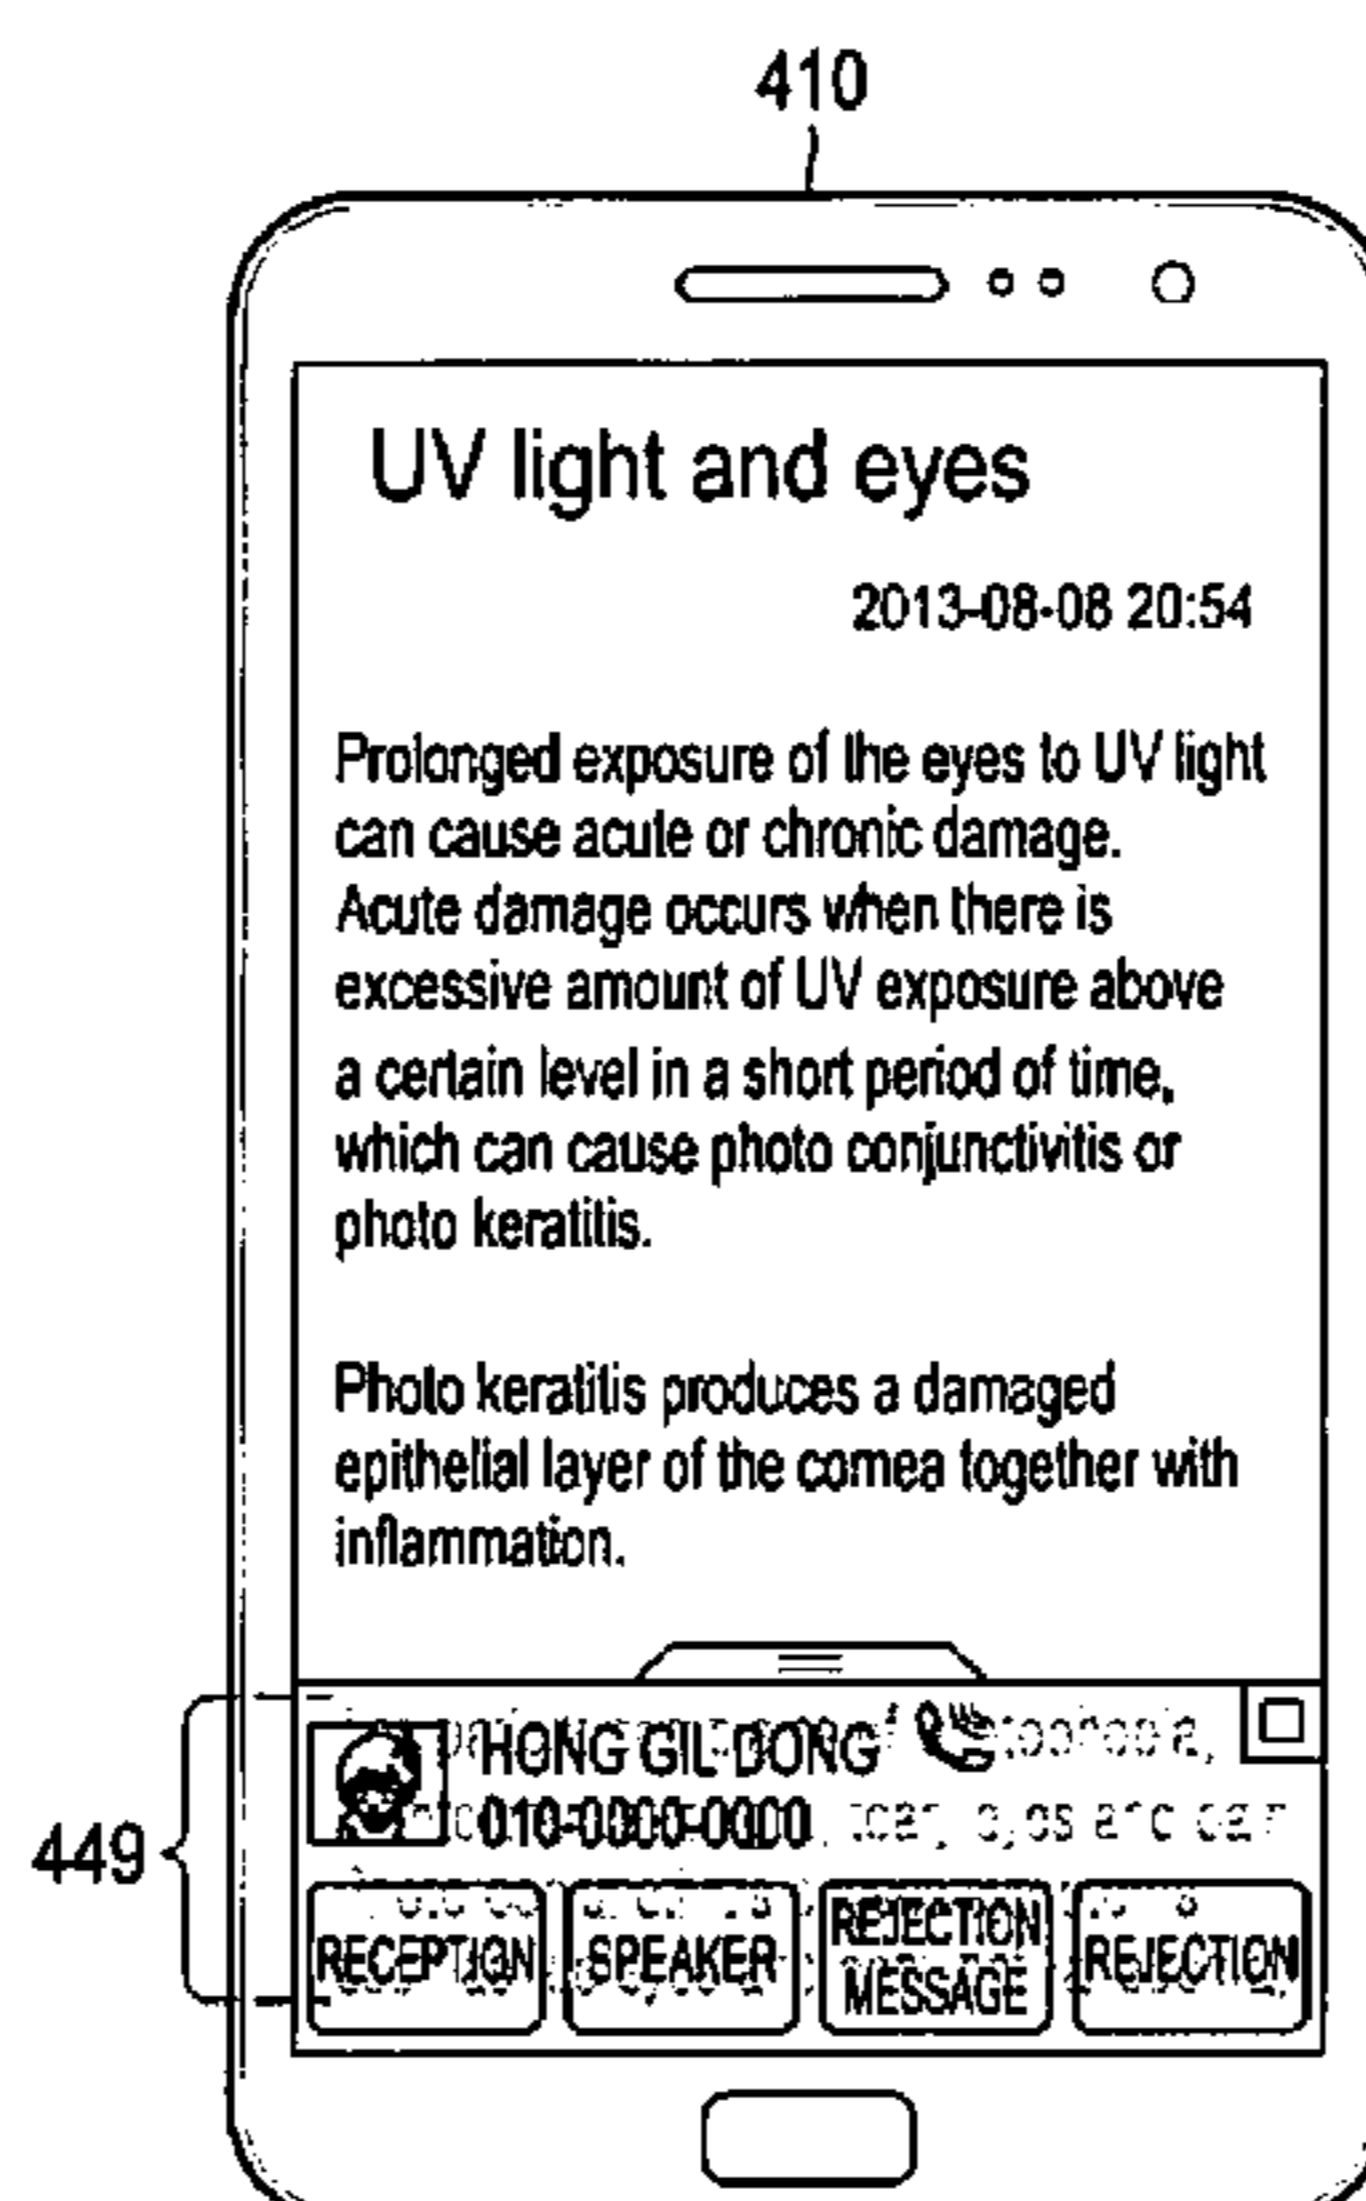 410
UV light and eyes
2013-08-08 20:54
Prolonged exposure of the eyes to UV light
can cause acute or chronic damage.
Acute damage occurs when there is
excessive amount of UV exposure above
a certain level in a short period of time,
which can cause photo conjunctivitis or
photo keratitis.
Photo keratitis produces a damaged
epithelial layer of the cornea together with
inflammation.
HONG GIL DONG
010-0000-0000
449
RECEPTION
SPEAKER
REJECTION
MESSAGE
REJECTION